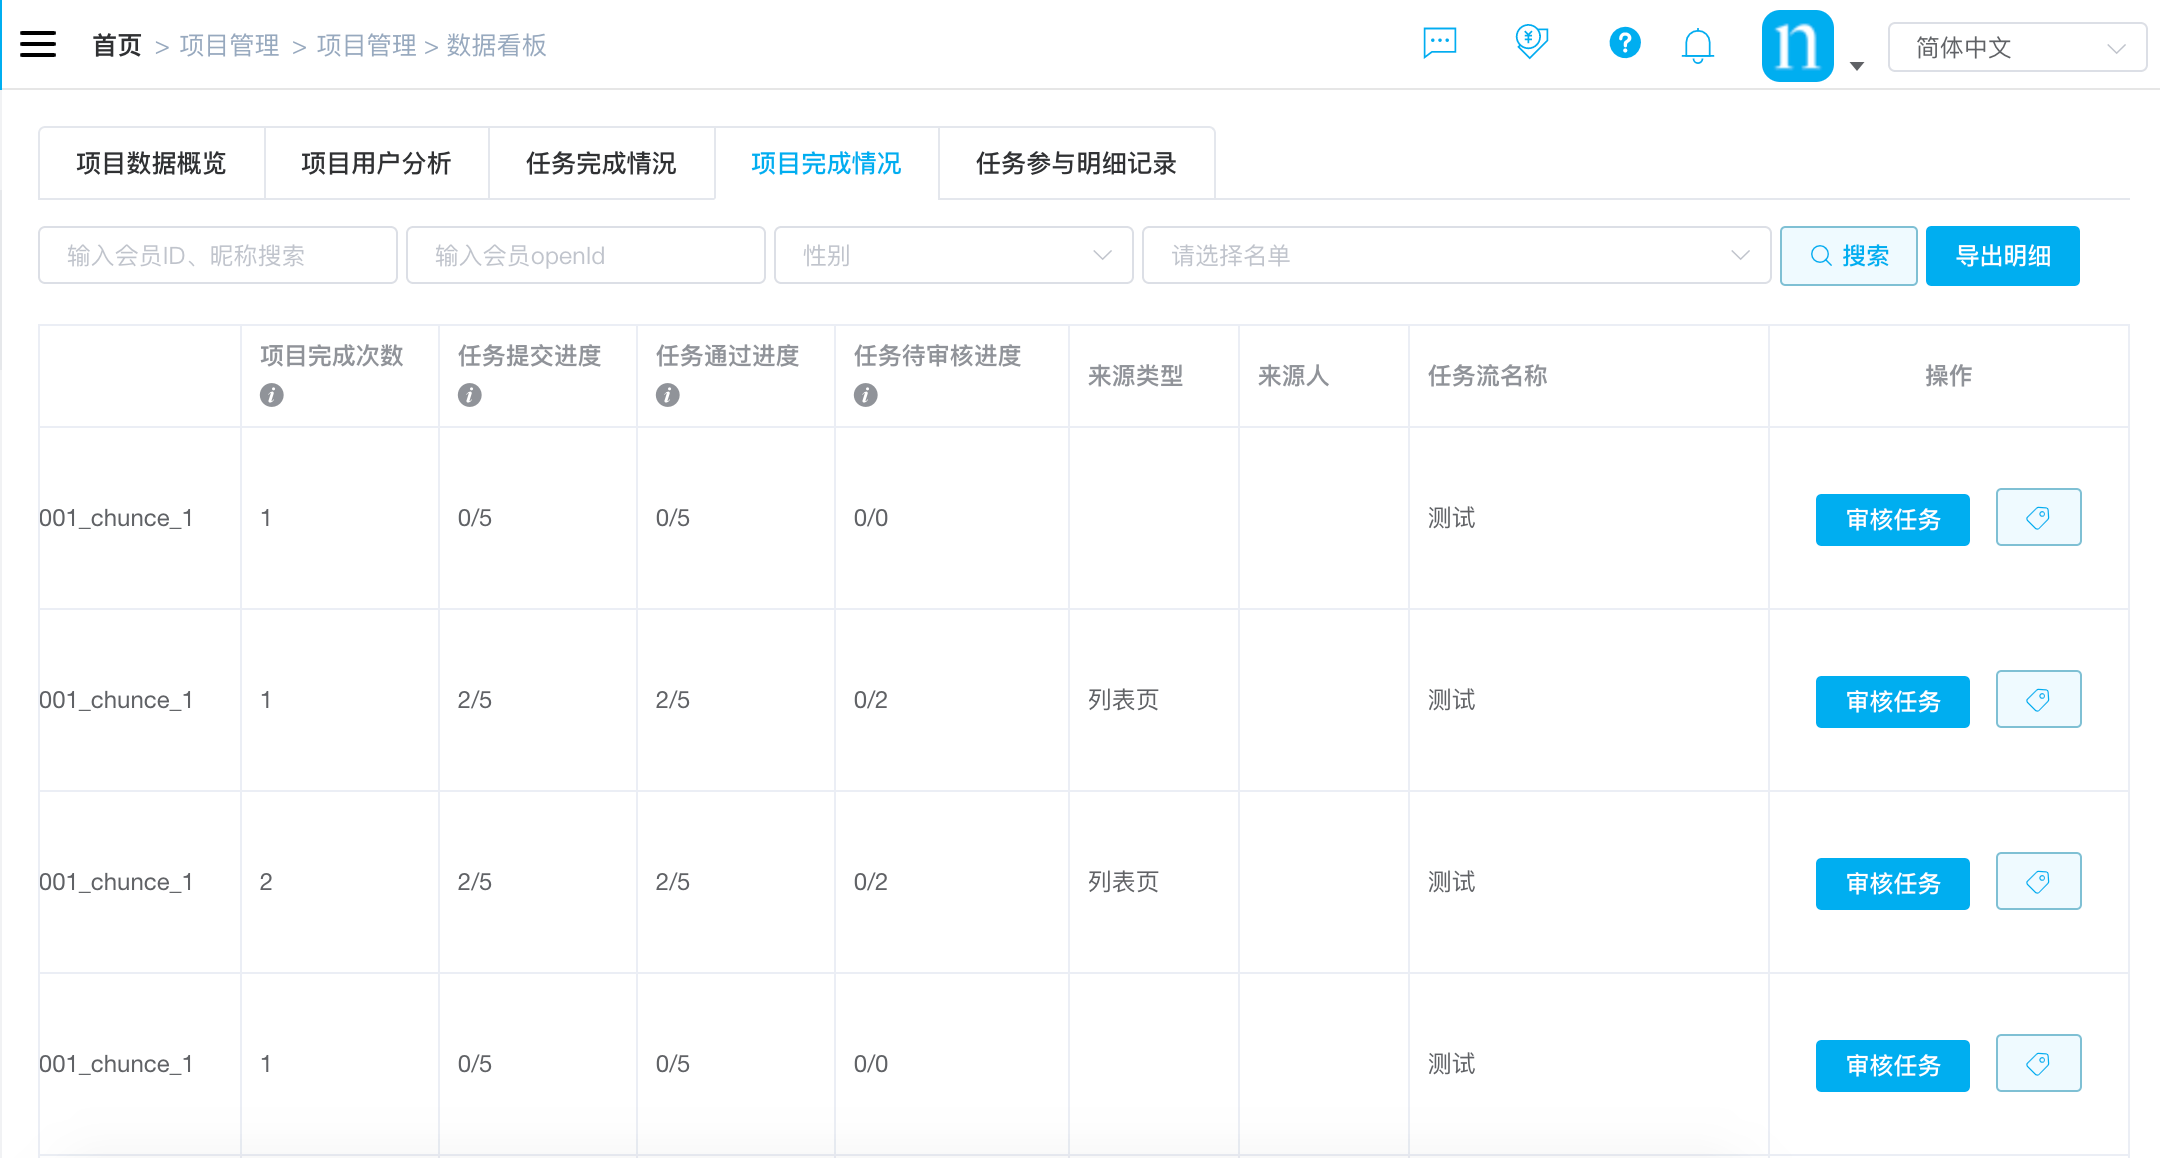 首页 > 项目管理 > 项目管理 > 数据看板
n
简体中文
项目数据概览 项目用户分析 任务完成情况 项目完成情况 任务参与明细记录
输入会员ID、昵称搜索 输入会员openId 性别 请选择名单 搜索 导出明细
项目完成次数 任务提交进度 任务通过进度 任务待审核进度 来源类型 来源人 任务流名称 操作
001_chunce_1 1 0/5 0/5 0/0 测试 审核任务
001_chunce_1 1 2/5 2/5 0/2 列表页 测试 审核任务
001_chunce_1 2 2/5 2/5 0/2 列表页 测试 审核任务
001_chunce_1 1 0/5 0/5 0/0 测试 审核任务